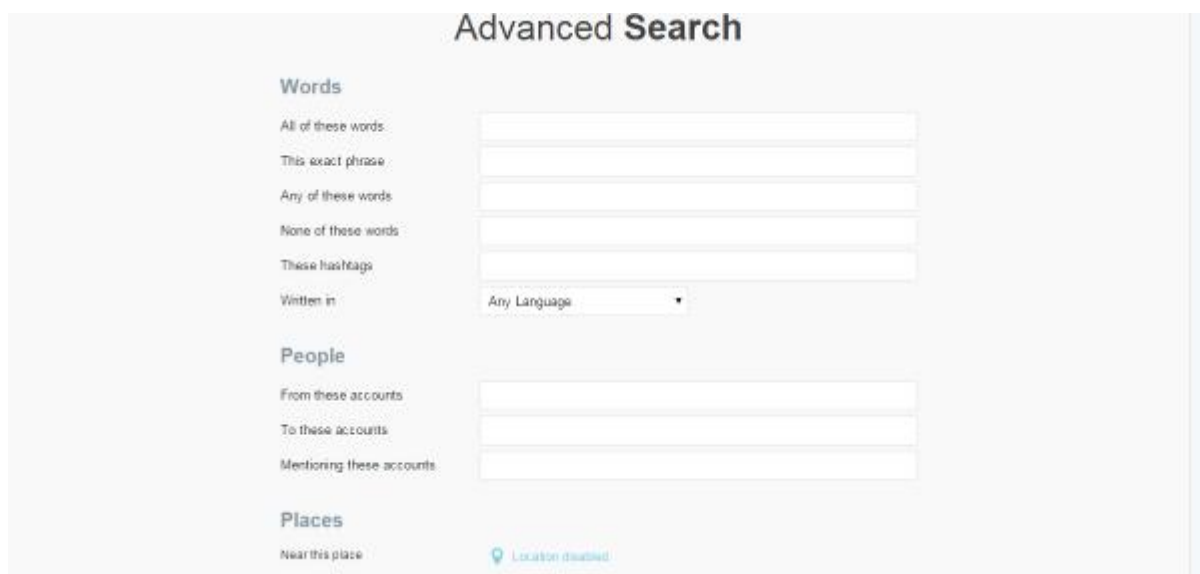 Advanced Search
Words
All of these words
This exact phrase
Any of these words
None of these words
These hashtags
Written in Any Language
People
From these accounts
To these accounts
Mentioning these accounts
Places
Near this place Location disabled